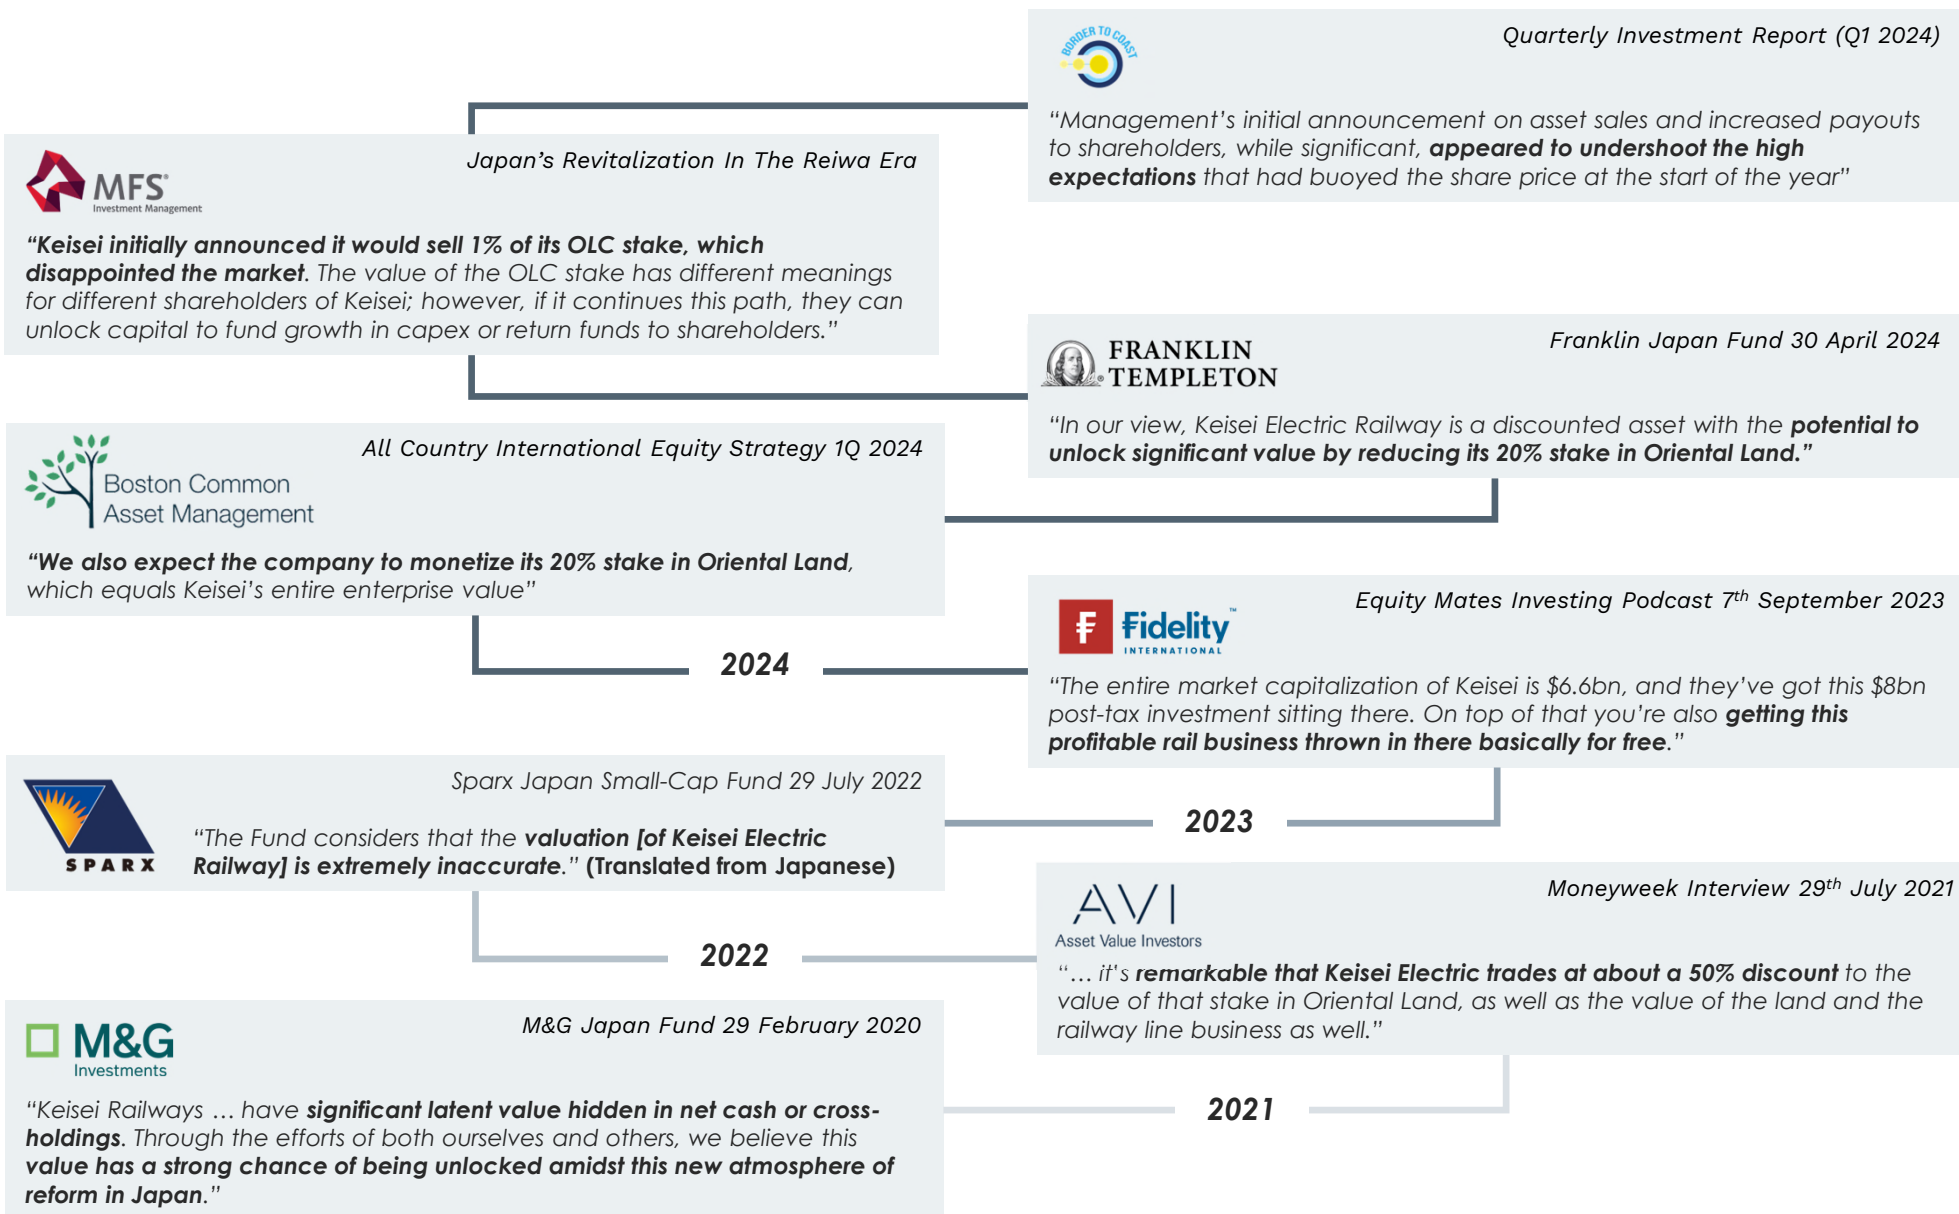 BORDER TO COAST
Quarterly Investment Report (Q1 2024)
“Management’s initial announcement on asset sales and increased payouts
to shareholders, while significant, appeared to undershoot the high
expectations that had buoyed the share price at the start of the year”
MFS®
Investment Management
Japan’s Revitalization In The Reiwa Era
“Keisei initially announced it would sell 1% of its OLC stake, which
disappointed the market. The value of the OLC stake has different meanings
for different shareholders of Keisei; however, if it continues this path, they can
unlock capital to fund growth in capex or return funds to shareholders.”
FRANKLIN
TEMPLETON
Franklin Japan Fund 30 April 2024
“In our view, Keisei Electric Railway is a discounted asset with the potential to
unlock significant value by reducing its 20% stake in Oriental Land.”
Boston Common
Asset Management
All Country International Equity Strategy 1Q 2024
“We also expect the company to monetize its 20% stake in Oriental Land,
which equals Keisei’s entire enterprise value”
2024
Fidelity™
INTERNATIONAL
Equity Mates Investing Podcast 7th September 2023
“The entire market capitalization of Keisei is $6.6bn, and they’ve got this $8bn
post-tax investment sitting there. On top of that you’re also getting this
profitable rail business thrown in there basically for free.”
2023
SPARX
Sparx Japan Small-Cap Fund 29 July 2022
“The Fund considers that the valuation [of Keisei Electric
Railway] is extremely inaccurate.” (Translated from Japanese)
2022
AVI
Asset Value Investors
Moneyweek Interview 29th July 2021
“… it’s remarkable that Keisei Electric trades at about a 50% discount to the
value of that stake in Oriental Land, as well as the value of the land and the
railway line business as well.”
2021
M&G
Investments
M&G Japan Fund 29 February 2020
“Keisei Railways … have significant latent value hidden in net cash or cross-
holdings. Through the efforts of both ourselves and others, we believe this
value has a strong chance of being unlocked amidst this new atmosphere of
reform in Japan.”